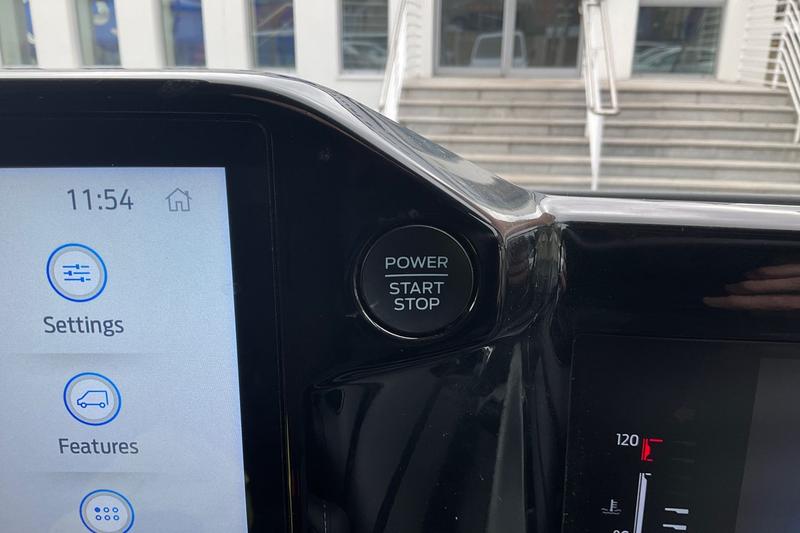 11:54
Settings
Features
POWER
START
STOP
120